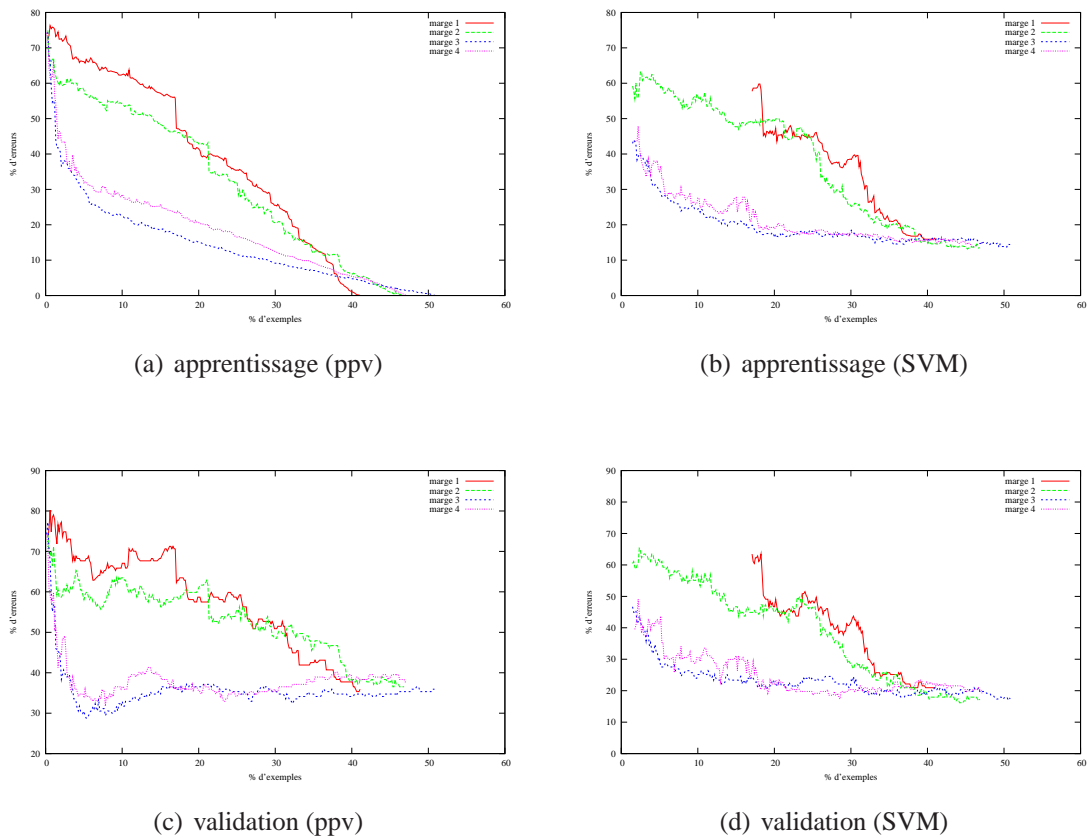 80
70
60
50
40
30
20
10
0
0 10 20 30 40 50 60
% d'erreurs
% d'exemples
marge 1
marge 2
marge 3
marge 4
(a) apprentissage (ppv)
80
70
60
50
40
30
20
10
0
0 10 20 30 40 50 60
% d'erreurs
% d'exemples
marge 1
marge 2
marge 3
marge 4
(b) apprentissage (SVM)
90
80
70
60
50
40
30
20
0 10 20 30 40 50 60
% d'erreurs
% d'exemples
marge 1
marge 2
marge 3
marge 4
(c) validation (ppv)
90
80
70
60
50
40
30
20
10
0
0 10 20 30 40 50 60
% d'erreurs
% d'exemples
marge 1
marge 2
marge 3
marge 4
(d) validation (SVM)